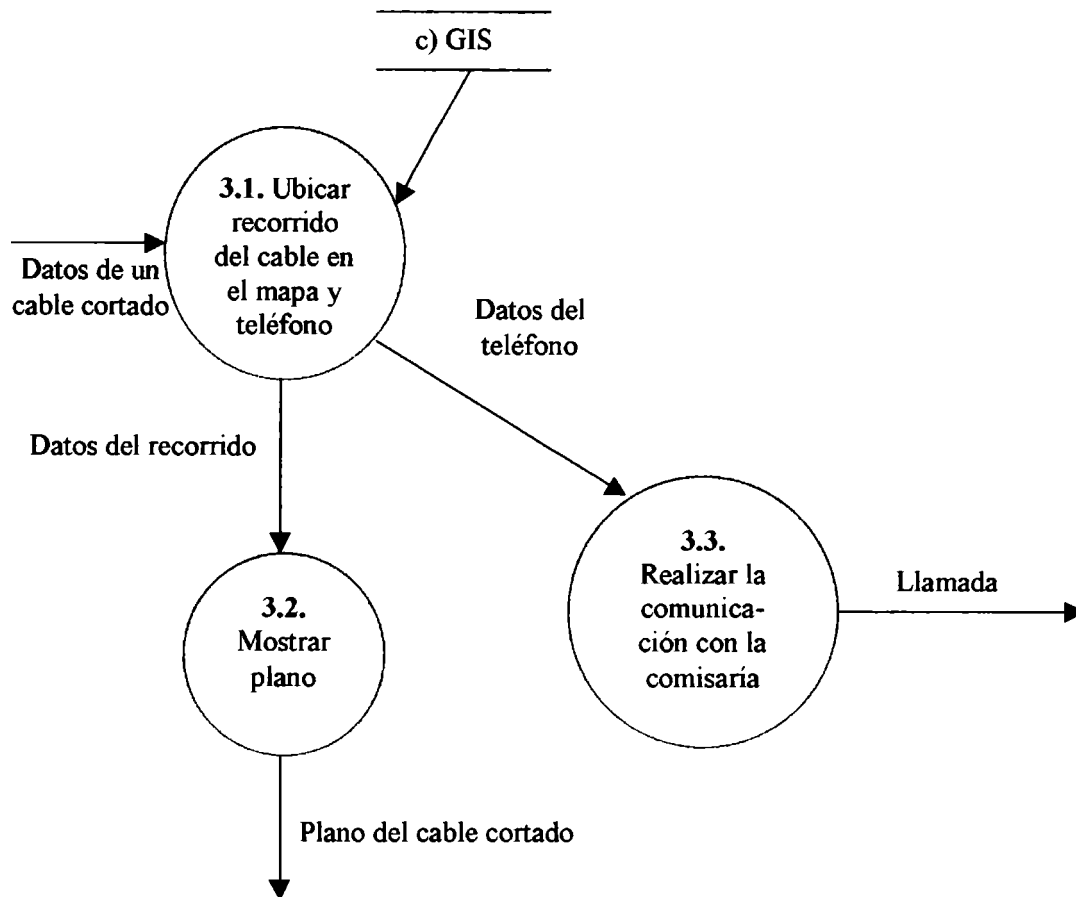 c) GIS
3.1. Ubicar
recorrido
del cable en
el mapa y
teléfono
Datos de un
cable cortado
Datos del
teléfono
Datos del recorrido
3.2.
Mostrar
plano
3.3.
Realizar la
comunica-
ción con la
comisaría
Llamada
Plano del cable cortado